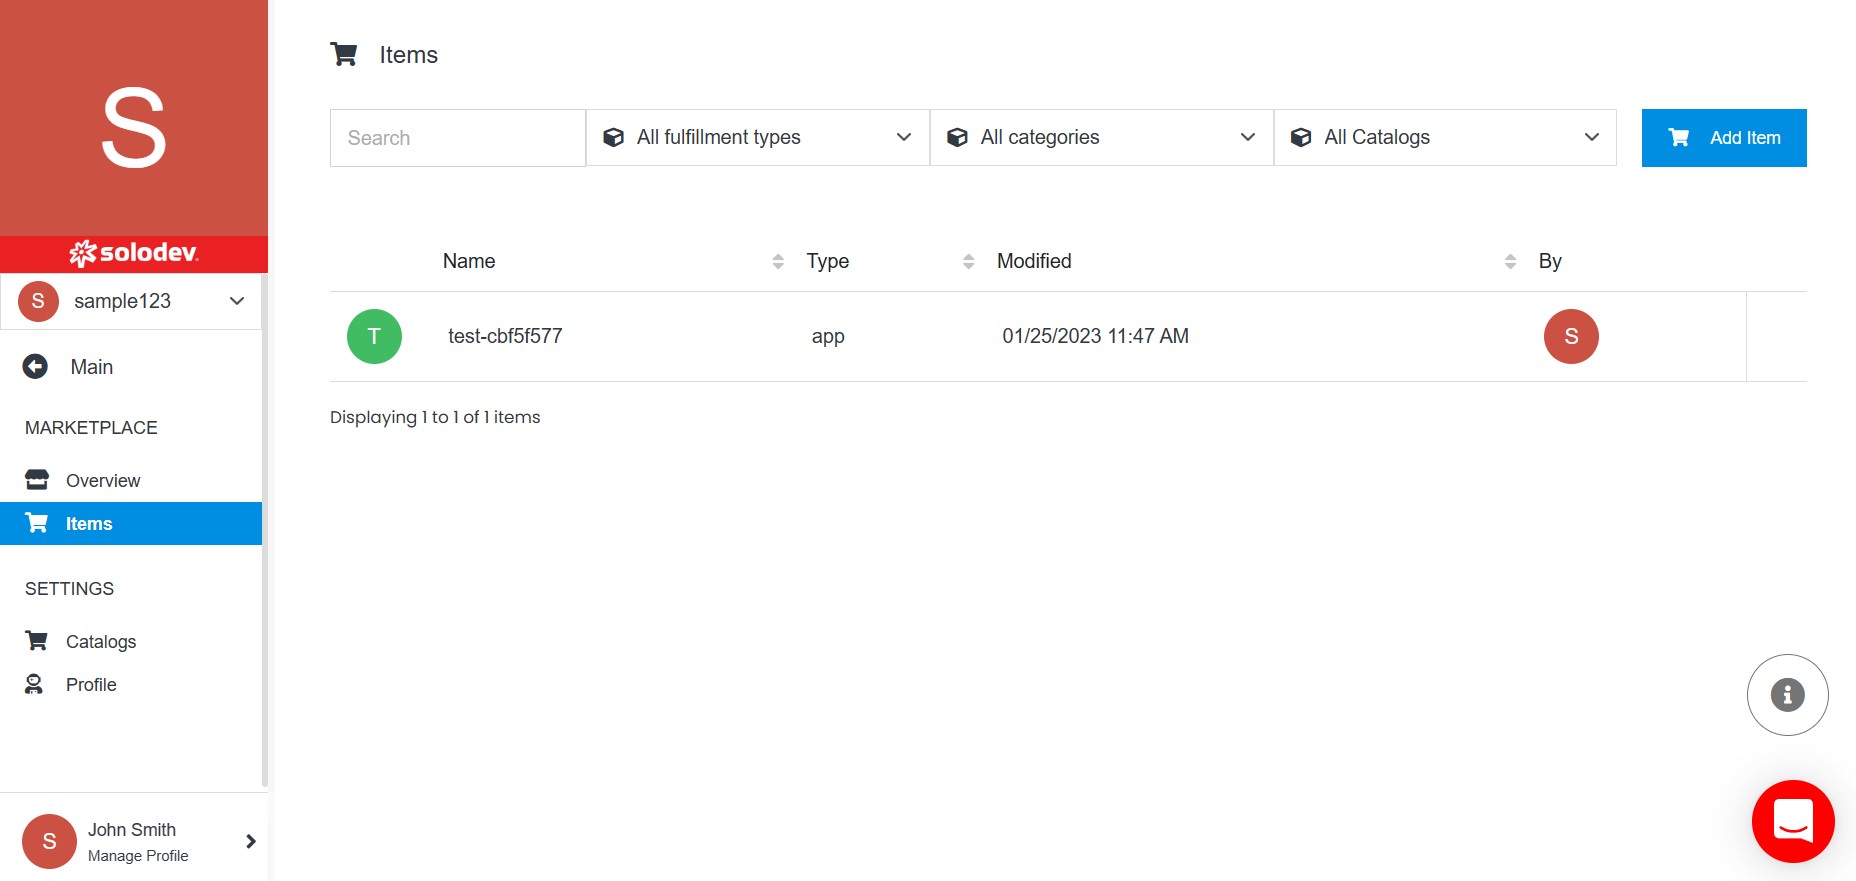 S
solodev
S sample123
Main
MARKETPLACE
Overview
Items
SETTINGS
Catalogs
Profile
S John Smith
Manage Profile
Items
Search All fulfillment types All categories All Catalogs Add Item
Name Type Modified By
T test-cbf5f577 app 01/25/2023 11:47 AM S
Displaying 1 to 1 of 1 items